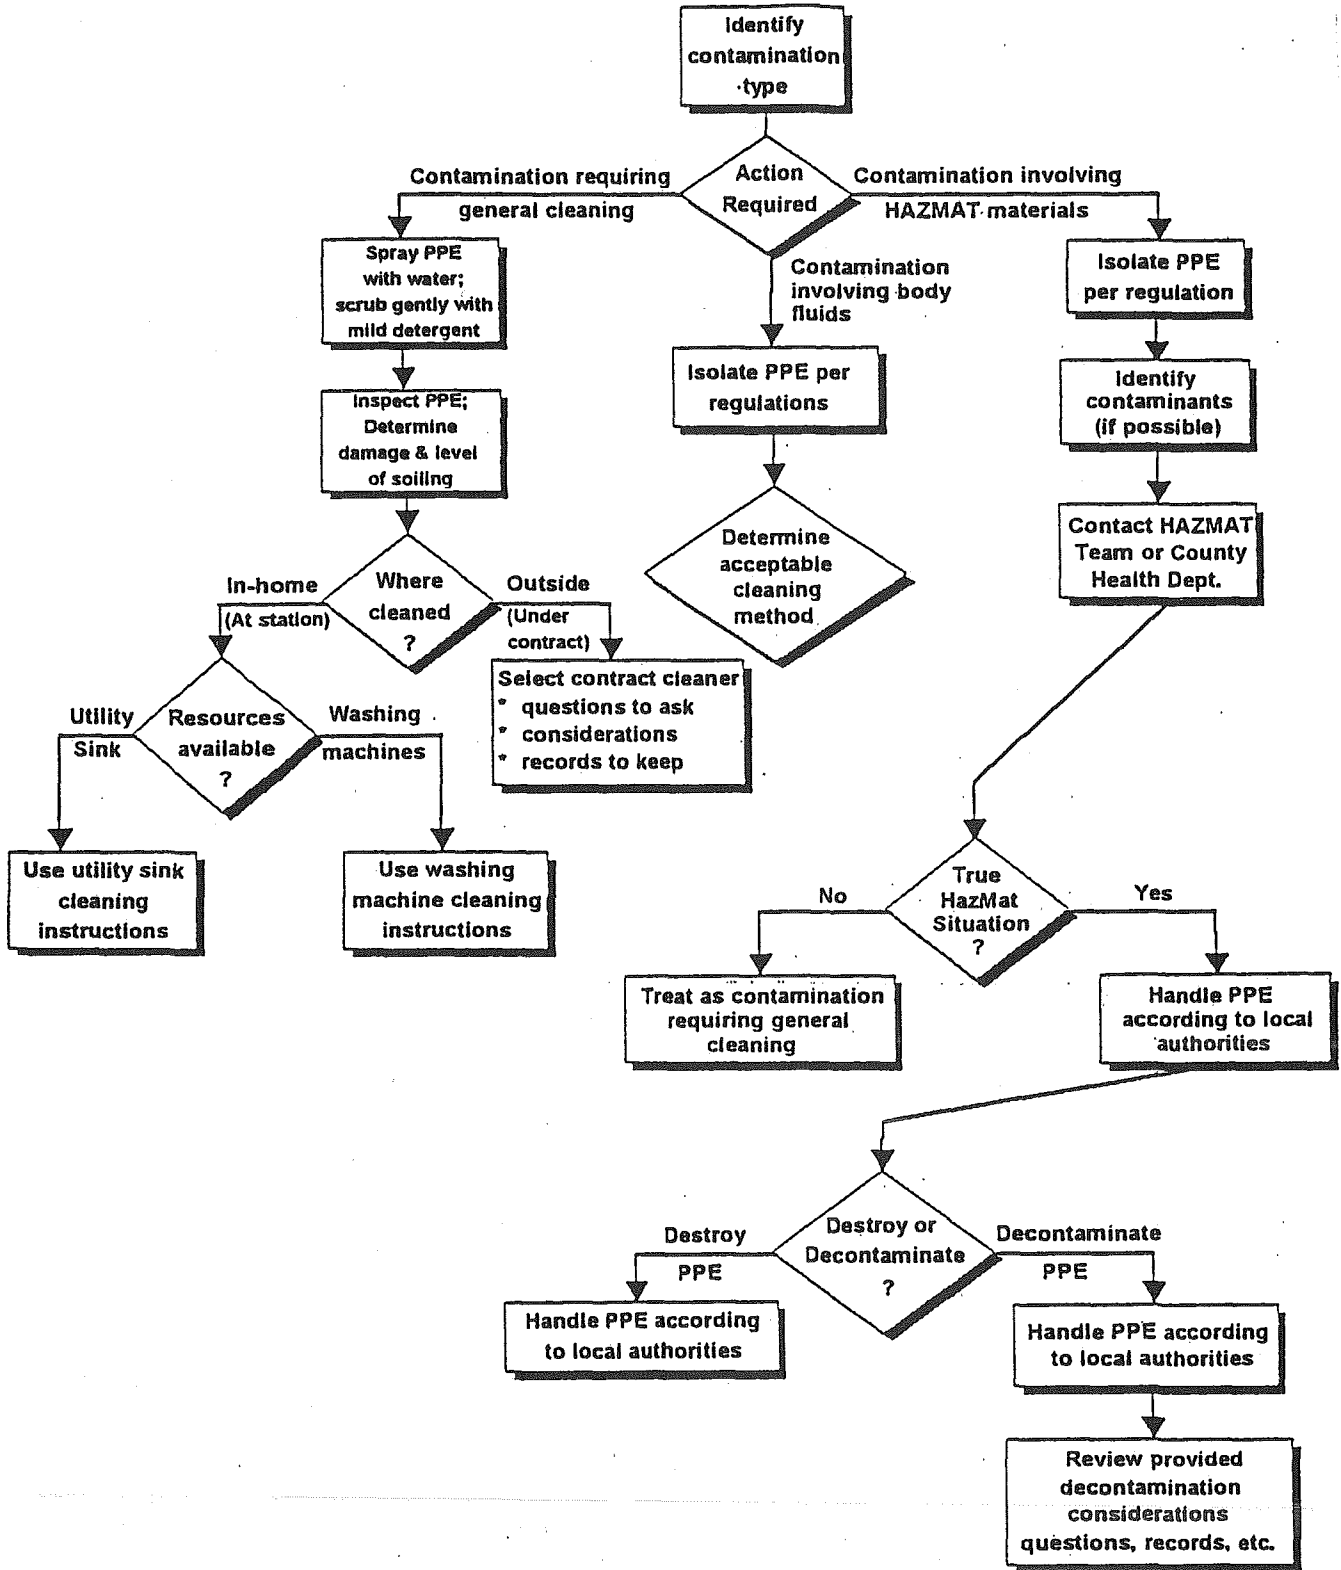 Identify
contamination
type
Action
Required
Contamination requiring
general cleaning
Contamination involving
HAZMAT materials
Contamination
involving body
fluids
Spray PPE
with water;
scrub gently with
mild detergent
Inspect PPE;
Determine
damage & level
of soiling
Where
cleaned
?
In-home
(At station)
Outside
(Under
contract)
Resources
available
?
Utility
Sink
Washing
machines
Use utility sink
cleaning
instructions
Use washing
machine cleaning
instructions
Select contract cleaner
* questions to ask
* considerations
* records to keep
Isolate PPE per
regulations
Determine
acceptable
cleaning
method
Isolate PPE
per regulation
Identify
contaminants
(if possible)
Contact HAZMAT
Team or County
Health Dept.
True
HazMat
Situation
?
No
Yes
Treat as contamination
requiring general
cleaning
Handle PPE
according to local
authorities
Destroy or
Decontaminate
?
Destroy
PPE
Decontaminate
PPE
Handle PPE according
to local authorities
Handle PPE according
to local authorities
Review provided
decontamination
considerations
questions, records, etc.